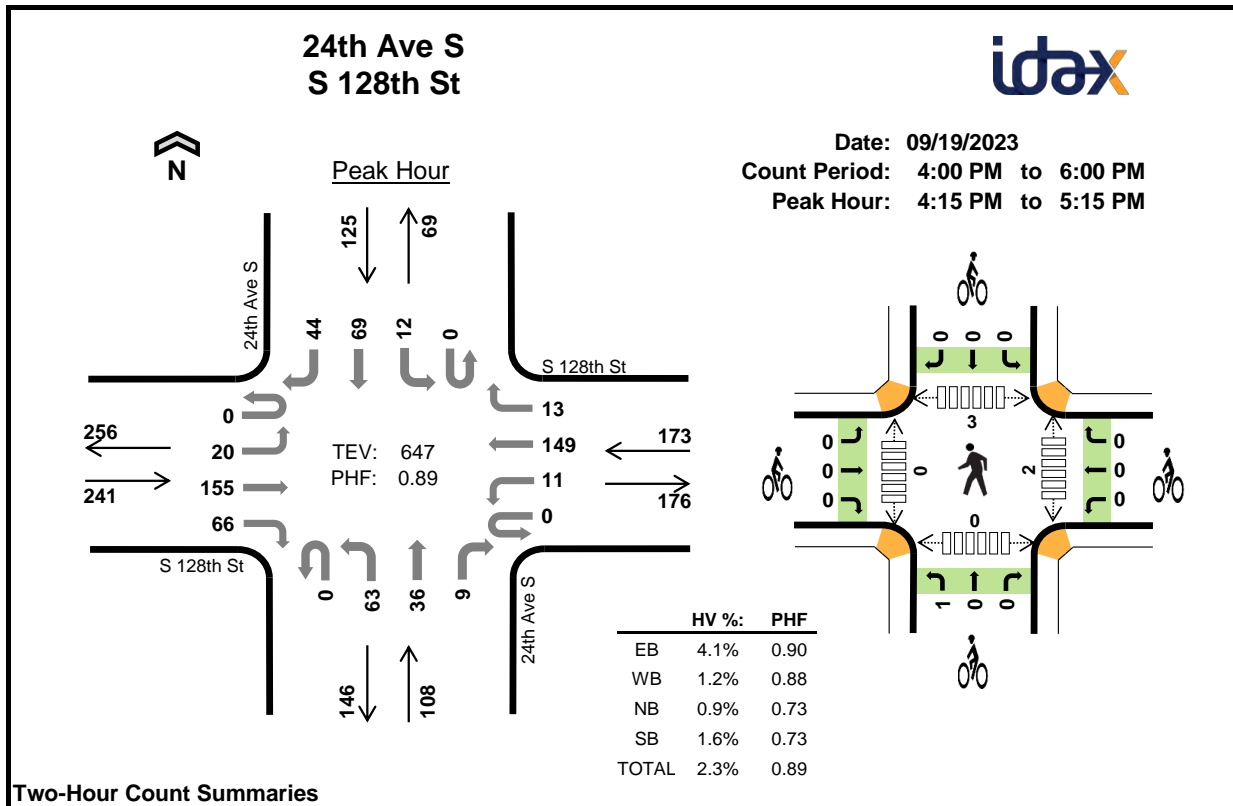 24th Ave S
S 128th St
idax
Date: 09/19/2023
Count Period: 4:00 PM to 6:00 PM
Peak Hour: 4:15 PM to 5:15 PM
N
Peak Hour
125
69
24th Ave S
44
69
12
0
S 128th St
0
13
256
20
149
173
TEV: 647
PHF: 0.89
241
155
11
176
66
0
S 128th St
0
63
36
9
24th Ave S
146
108
0
0
0
3
0
0
0
0
2
0
0
0
0
1
0
0
HV %: PHF
EB 4.1% 0.90
WB 1.2% 0.88
NB 0.9% 0.73
SB 1.6% 0.73
TOTAL 2.3% 0.89
Two-Hour Count Summaries